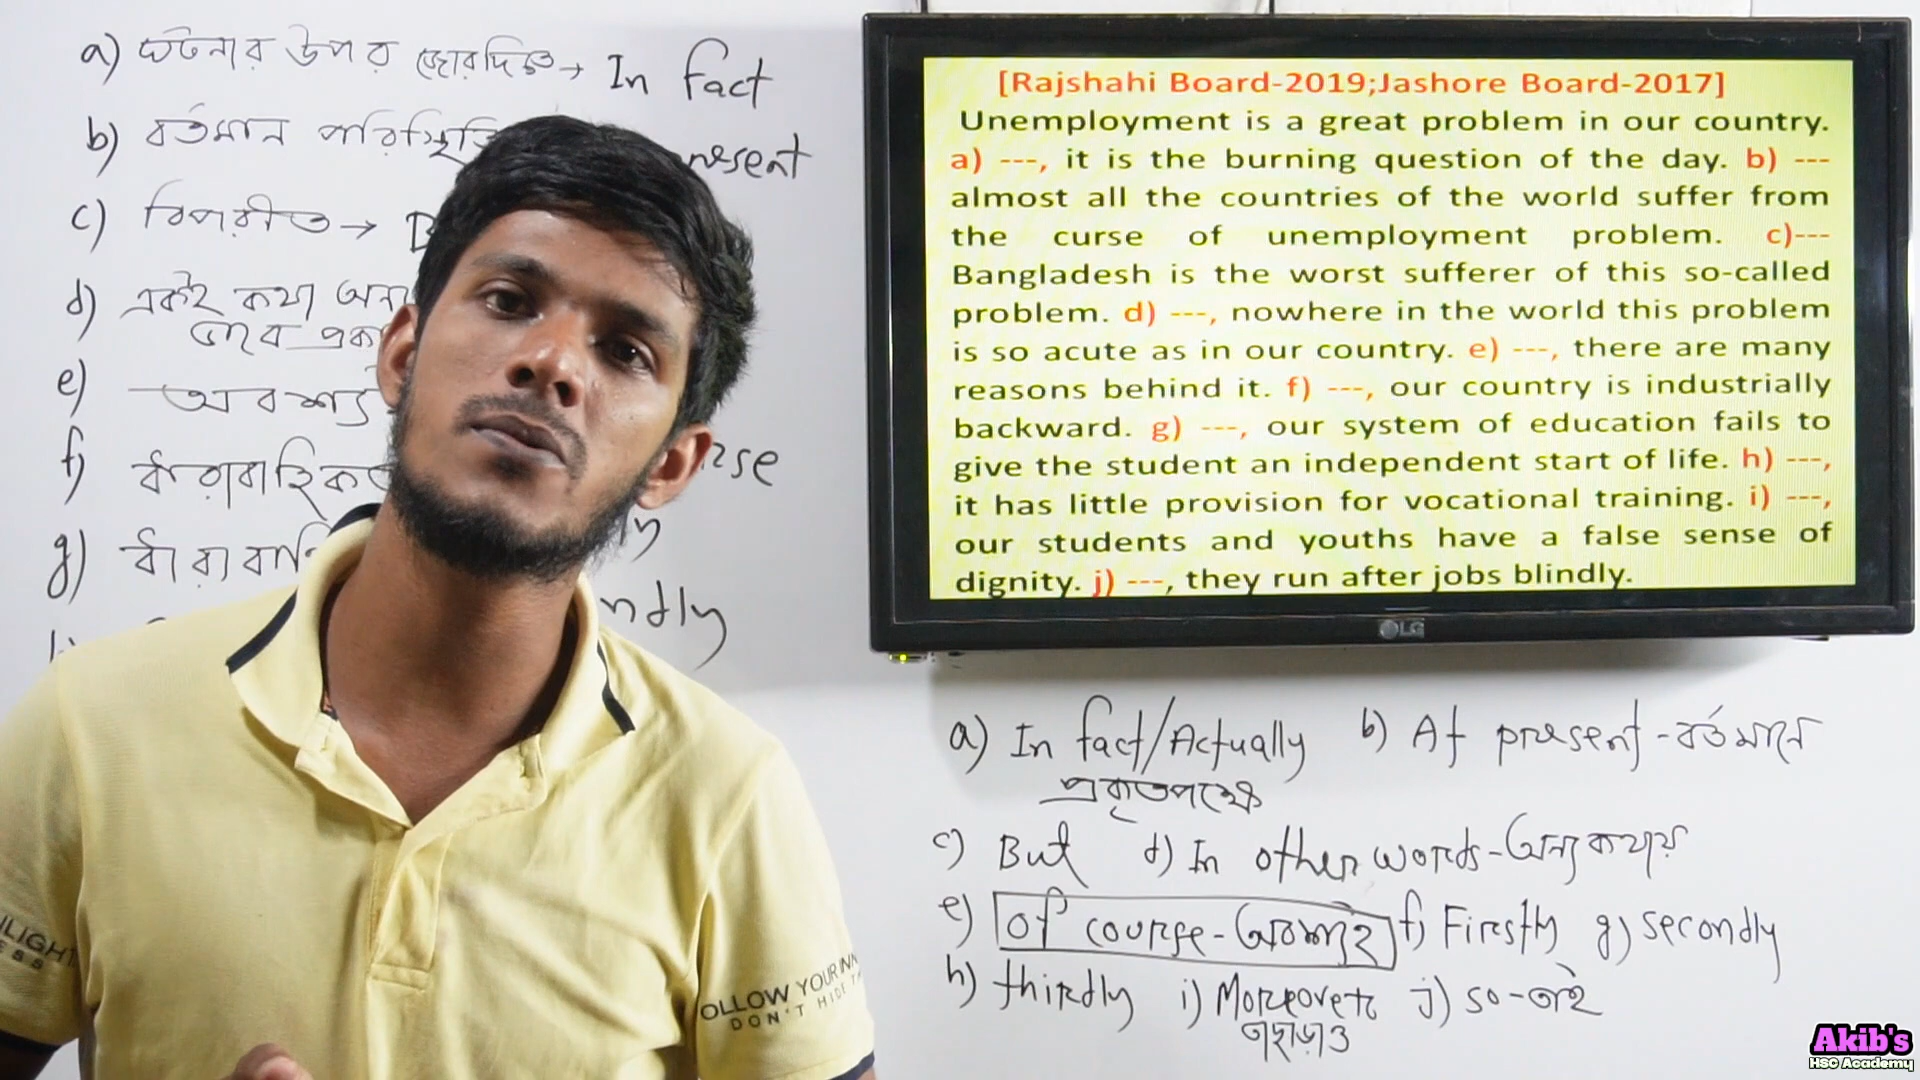 a) ঘটনার উপর জোরদিতে → In fact
b) বর্তমান পরিস্থিতি
c) বিপরীত →
d) একই কথা অন্য
ভাবে প্রকা
e) অবশ্যই
f) ধারাবাহিকত
g) ধারাবাহি
ndly
[Rajshahi Board-2019;Jashore Board-2017]
Unemployment is a great problem in our country.
a) ---, it is the burning question of the day. b) ---
almost all the countries of the world suffer from
the curse of unemployment problem. c)---
Bangladesh is the worst sufferer of this so-called
problem. d) ---, nowhere in the world this problem
is so acute as in our country. e) ---, there are many
reasons behind it. f) ---, our country is industrially
backward. g) ---, our system of education fails to
give the student an independent start of life. h) ---,
it has little provision for vocational training. i) ---,
our students and youths have a false sense of
dignity. j) ---, they run after jobs blindly.
LG
a) In fact/Actually b) At present - বর্তমানে
প্রকৃতপক্ষে
c) But d) In other words - অন্যকথায়
e) of course - অবশ্যই f) Firstly g) secondly
h) thirdly i) Moreover j) so - তাই
তাছাড়াও
OLLOW YOUR INN
DON'T HIDE TH
Akib's
HSC Academy